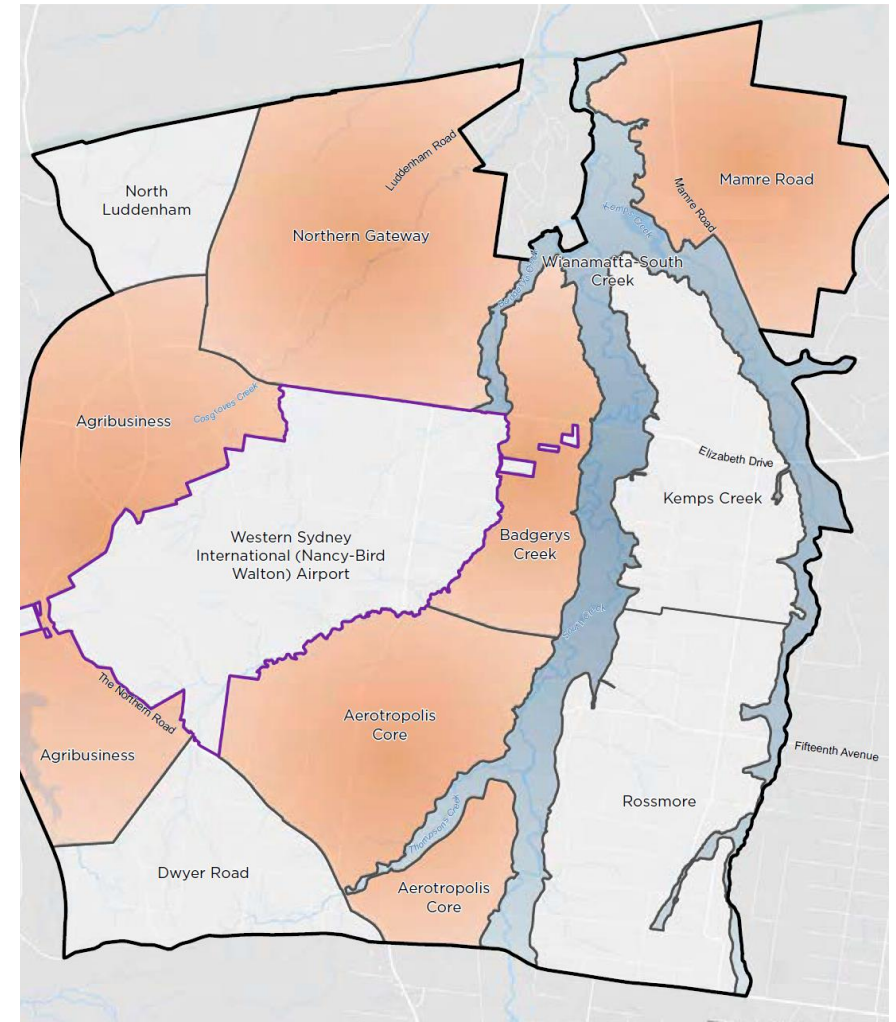 Luddenham Road
Mamre Road
North
Luddenham
Mamre Road
Kemps Creek
Northern Gateway
Wianamatta-South
Creek
Agribusiness
Cosgroves Creek
Elizabeth Drive
Kemps Creek
Western Sydney
International (Nancy-Bird
Walton) Airport
Badgerys
Creek
The Northern Road
Aerotropolis
Core
Agribusiness
Fifteenth Avenue
Rossmore
Thompsons Creek
Dwyer Road
Aerotropolis
Core